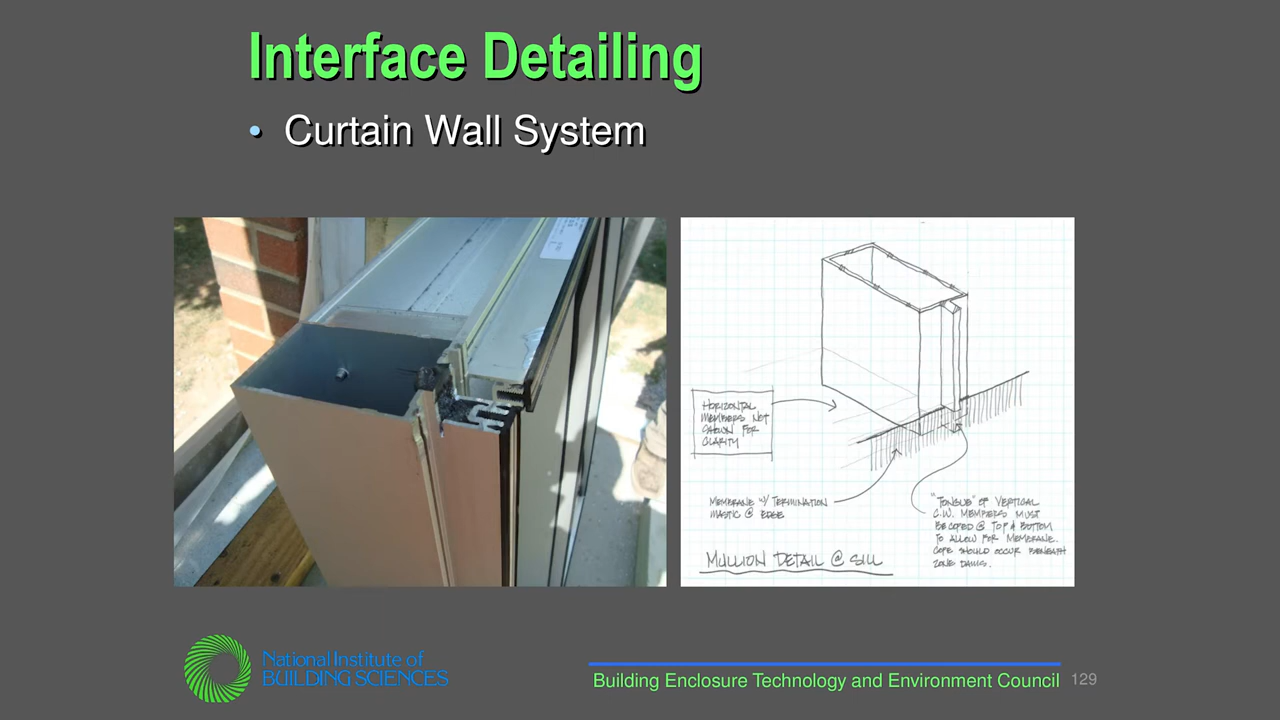 Interface Detailing
• Curtain Wall System
HORIZONTAL
MEMBERS NOT
SHOWN FOR
CLARITY
MEMBRANE W/ TERMINATION
MASTIC @ EDGE
MULLION DETAIL @ SILL
"TONGUE" OF VERTICAL
C.W. MEMBERS MUST
BE COPED @ TOP & BOTTOM
TO ALLOW FOR MEMBRANE.
COPE SHOULD OCCUR BENEATH
ZONE DAMS.
National Institute of
BUILDING SCIENCES
Building Enclosure Technology and Environment Council
129